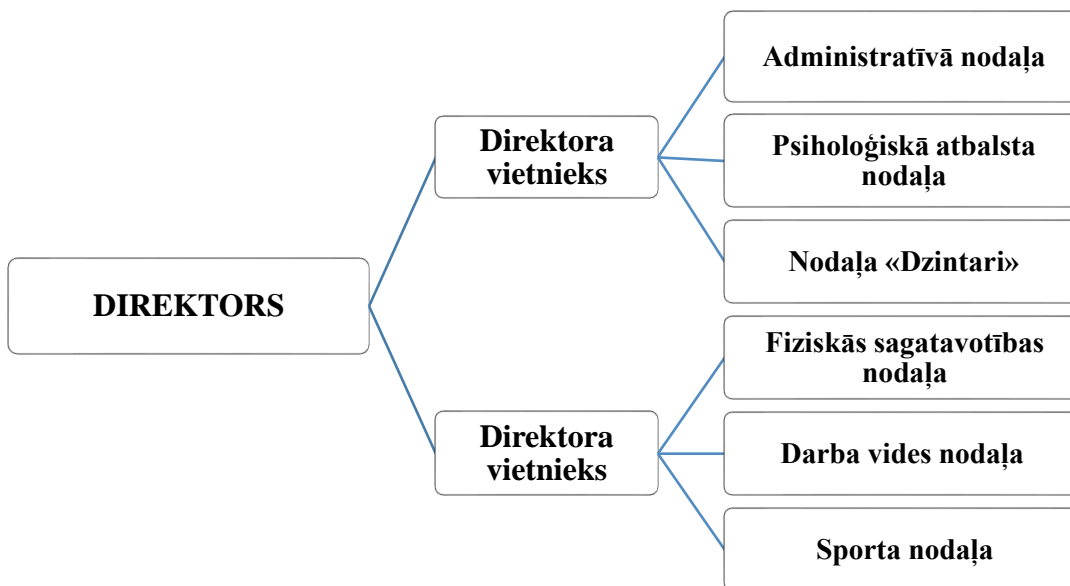 Administratīvā nodaļa
Direktora
vietnieks
Psiholoģiskā atbalsta
nodaļa
Nodaļa «Dzintari»
DIREKTORS
Fiziskās sagatavotības
nodaļa
Direktora
vietnieks
Darba vides nodaļa
Sporta nodaļa